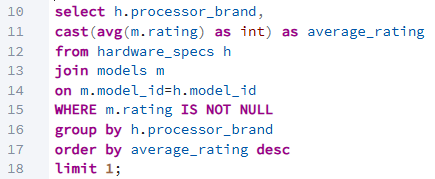 10 select h.processor_brand,
11 cast(avg(m.rating) as int) as average_rating
12 from hardware_specs h
13 join models m
14 on m.model_id=h.model_id
15 WHERE m.rating IS NOT NULL
16 group by h.processor_brand
17 order by average_rating desc
18 limit 1;